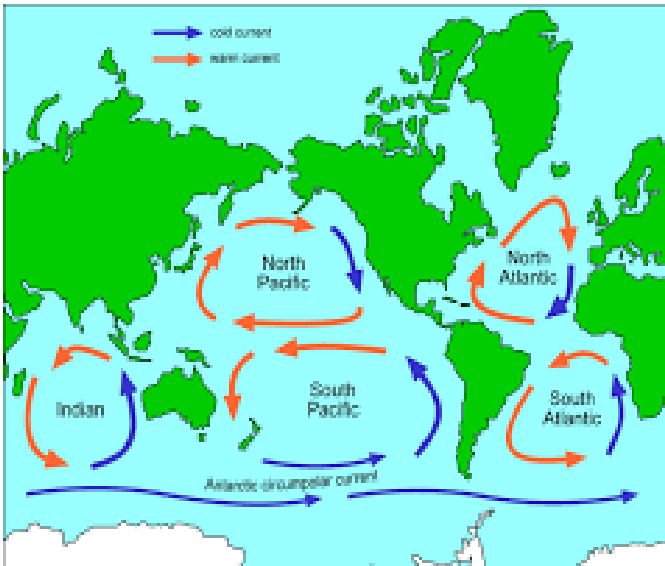 cold current
warm current
North
Pacific
North
Atlantic
Indian
South
Pacific
South
Atlantic
Antarctic circumpolar current